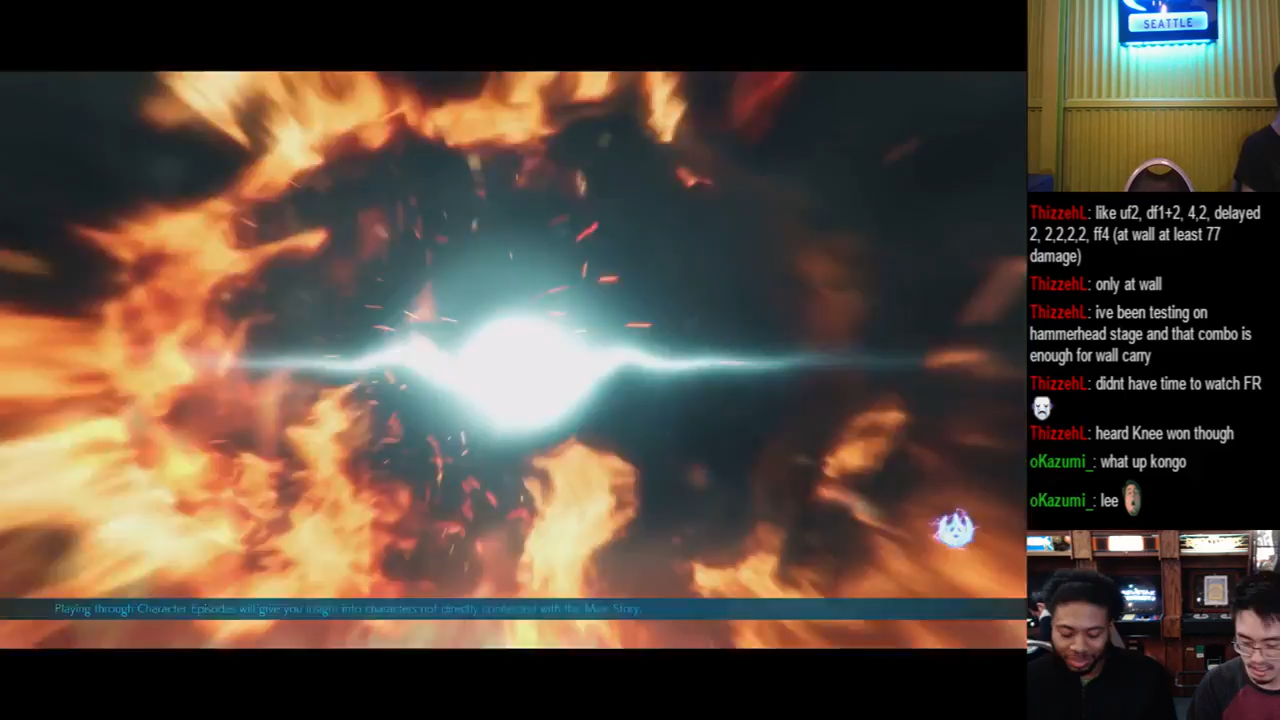 SEATTLE
ThizzehL: like uf2, df1+2, 4,2, delayed
2, 2,2,2,2, ff4 (at wall at least 77
damage)
ThizzehL: only at wall
ThizzehL: ive been testing on
hammerhead stage and that combo is
enough for wall carry
ThizzehL: didnt have time to watch FR
ThizzehL: heard Knee won though
oKazumi_: what up kongo
oKazumi_: lee
Playing through Character Episodes will give you insight into characters not directly connected with the Main Story.